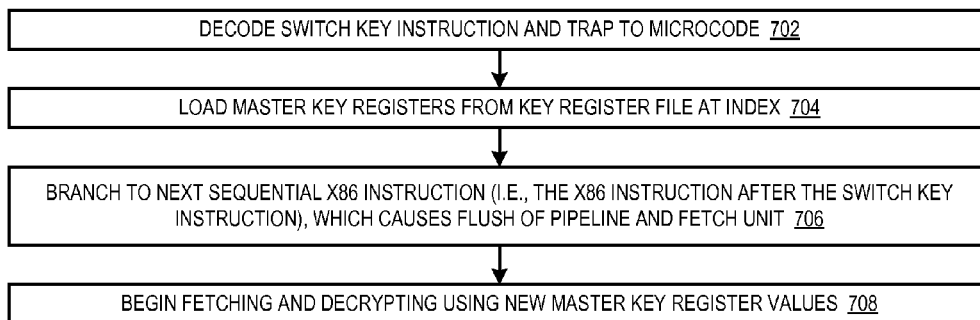 DECODE SWITCH KEY INSTRUCTION AND TRAP TO MICROCODE 702
LOAD MASTER KEY REGISTERS FROM KEY REGISTER FILE AT INDEX 704
BRANCH TO NEXT SEQUENTIAL X86 INSTRUCTION (I.E., THE X86 INSTRUCTION AFTER THE SWITCH KEY
INSTRUCTION), WHICH CAUSES FLUSH OF PIPELINE AND FETCH UNIT 706
BEGIN FETCHING AND DECRYPTING USING NEW MASTER KEY REGISTER VALUES 708